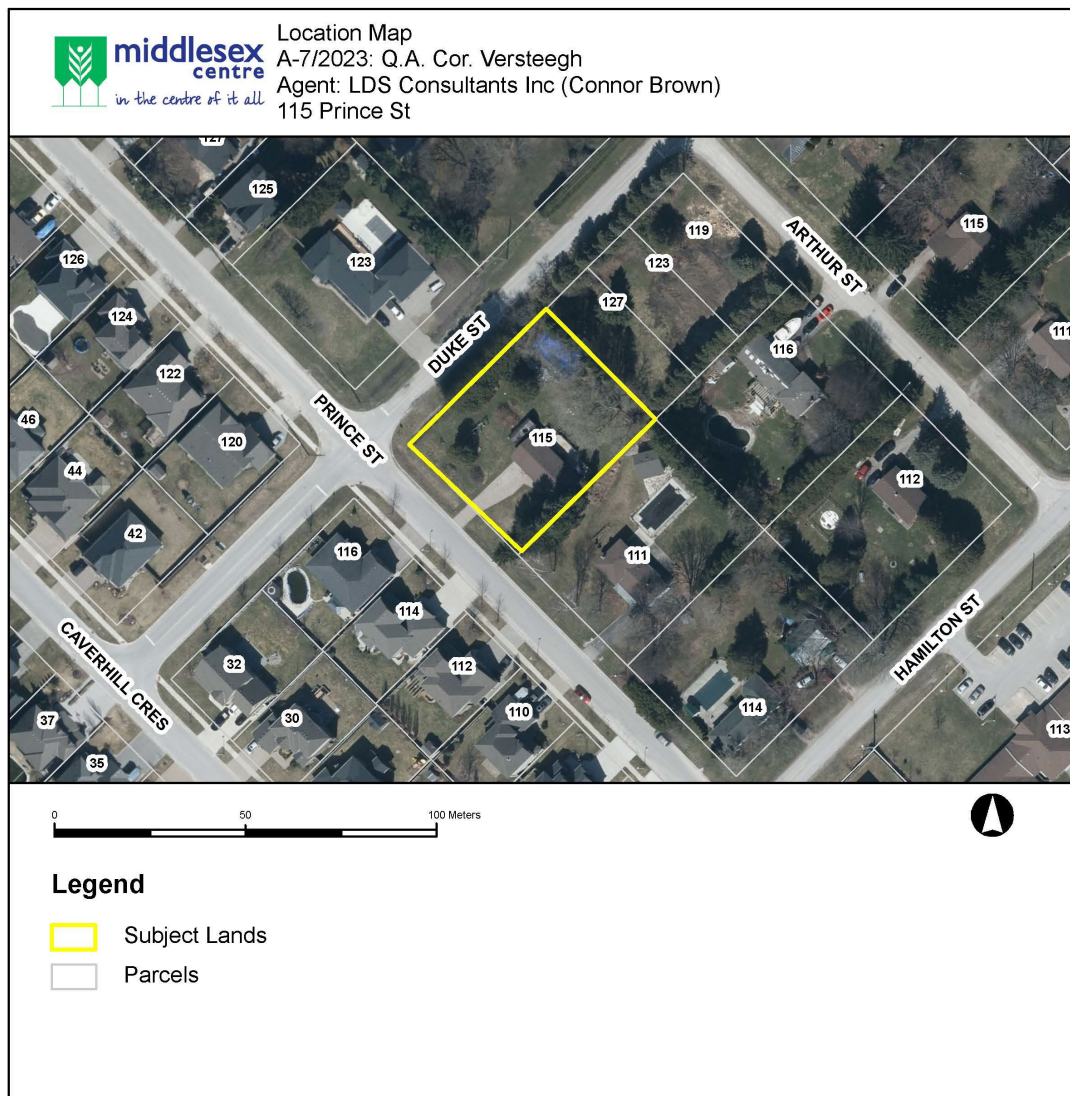 middlesex
centre
in the centre of it all
Location Map
A-7/2023: Q.A. Cor. Versteegh
Agent: LDS Consultants Inc (Connor Brown)
115 Prince St
127
125
123
126
124
122
120
46
44
42
DUKE ST
PRINCE ST
ARTHUR ST
119
123
127
115
111
116
115
112
111
116
114
112
110
32
30
CAVERHILL CRES
37
35
114
HAMILTON ST
113
0 50 100 Meters
Legend
Subject Lands
Parcels